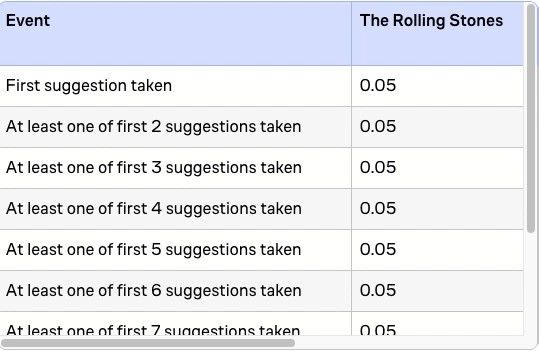 Event The Rolling Stones
First suggestion taken 0.05
At least one of first 2 suggestions taken 0.05
At least one of first 3 suggestions taken 0.05
At least one of first 4 suggestions taken 0.05
At least one of first 5 suggestions taken 0.05
At least one of first 6 suggestions taken 0.05
At least one of first 7 suggestions taken 0.05